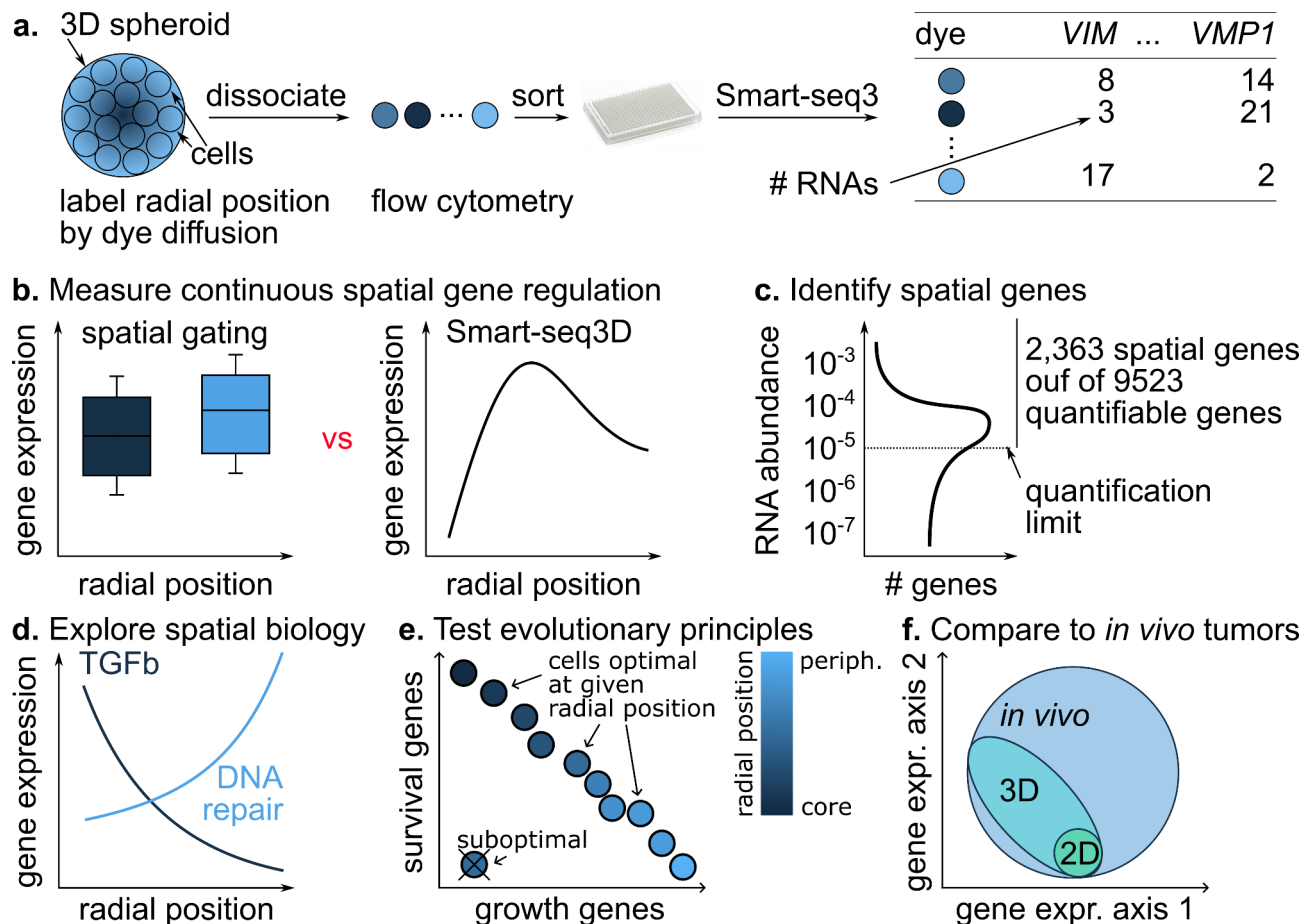 a. 3D spheroid
cells
label radial position
by dye diffusion
dissociate
flow cytometry
sort
Smart-seq3
# RNAs
dye VIM ... VMP1
8 14
3 21
17 2
b. Measure continuous spatial gene regulation
gene expression
spatial gating
radial position
vs
gene expression
Smart-seq3D
radial position
c. Identify spatial genes
RNA abundance
10-3
10-4
10-5
10-6
10-7
# genes
2,363 spatial genes
ouf of 9523
quantifiable genes
quantification
limit
d. Explore spatial biology
gene expression
TGFb
DNA
repair
radial position
e. Test evolutionary principles
survival genes
cells optimal
at given
radial position
suboptimal
growth genes
radial position
periph.
core
f. Compare to in vivo tumors
gene expr. axis 2
in vivo
3D
2D
gene expr. axis 1